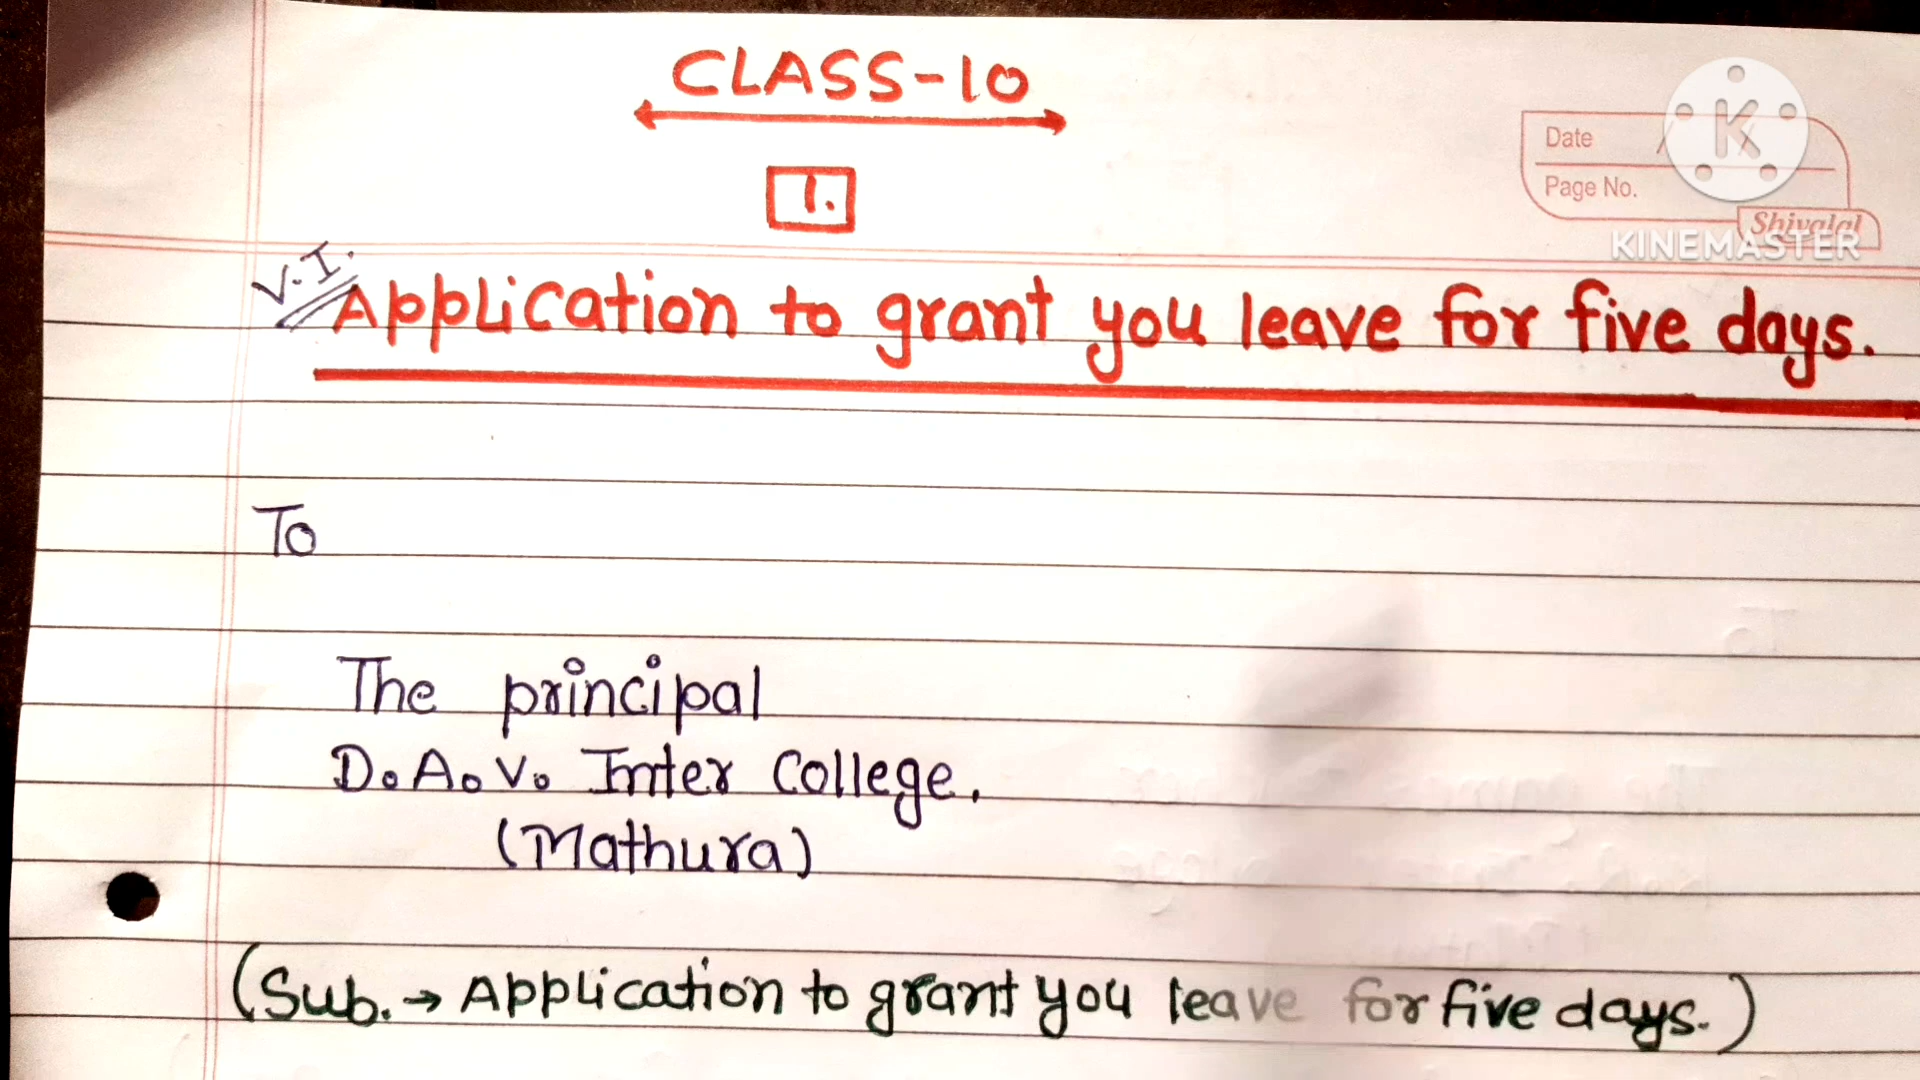 CLASS-10
1.
Date / /
Page No.
Shivalal
KINEMASTER
V.I.
Application to grant you leave for five days.
To
The principal
D.A.V. Inter College.
(Mathura)
(Sub. → Application to grant you leave for five days.)